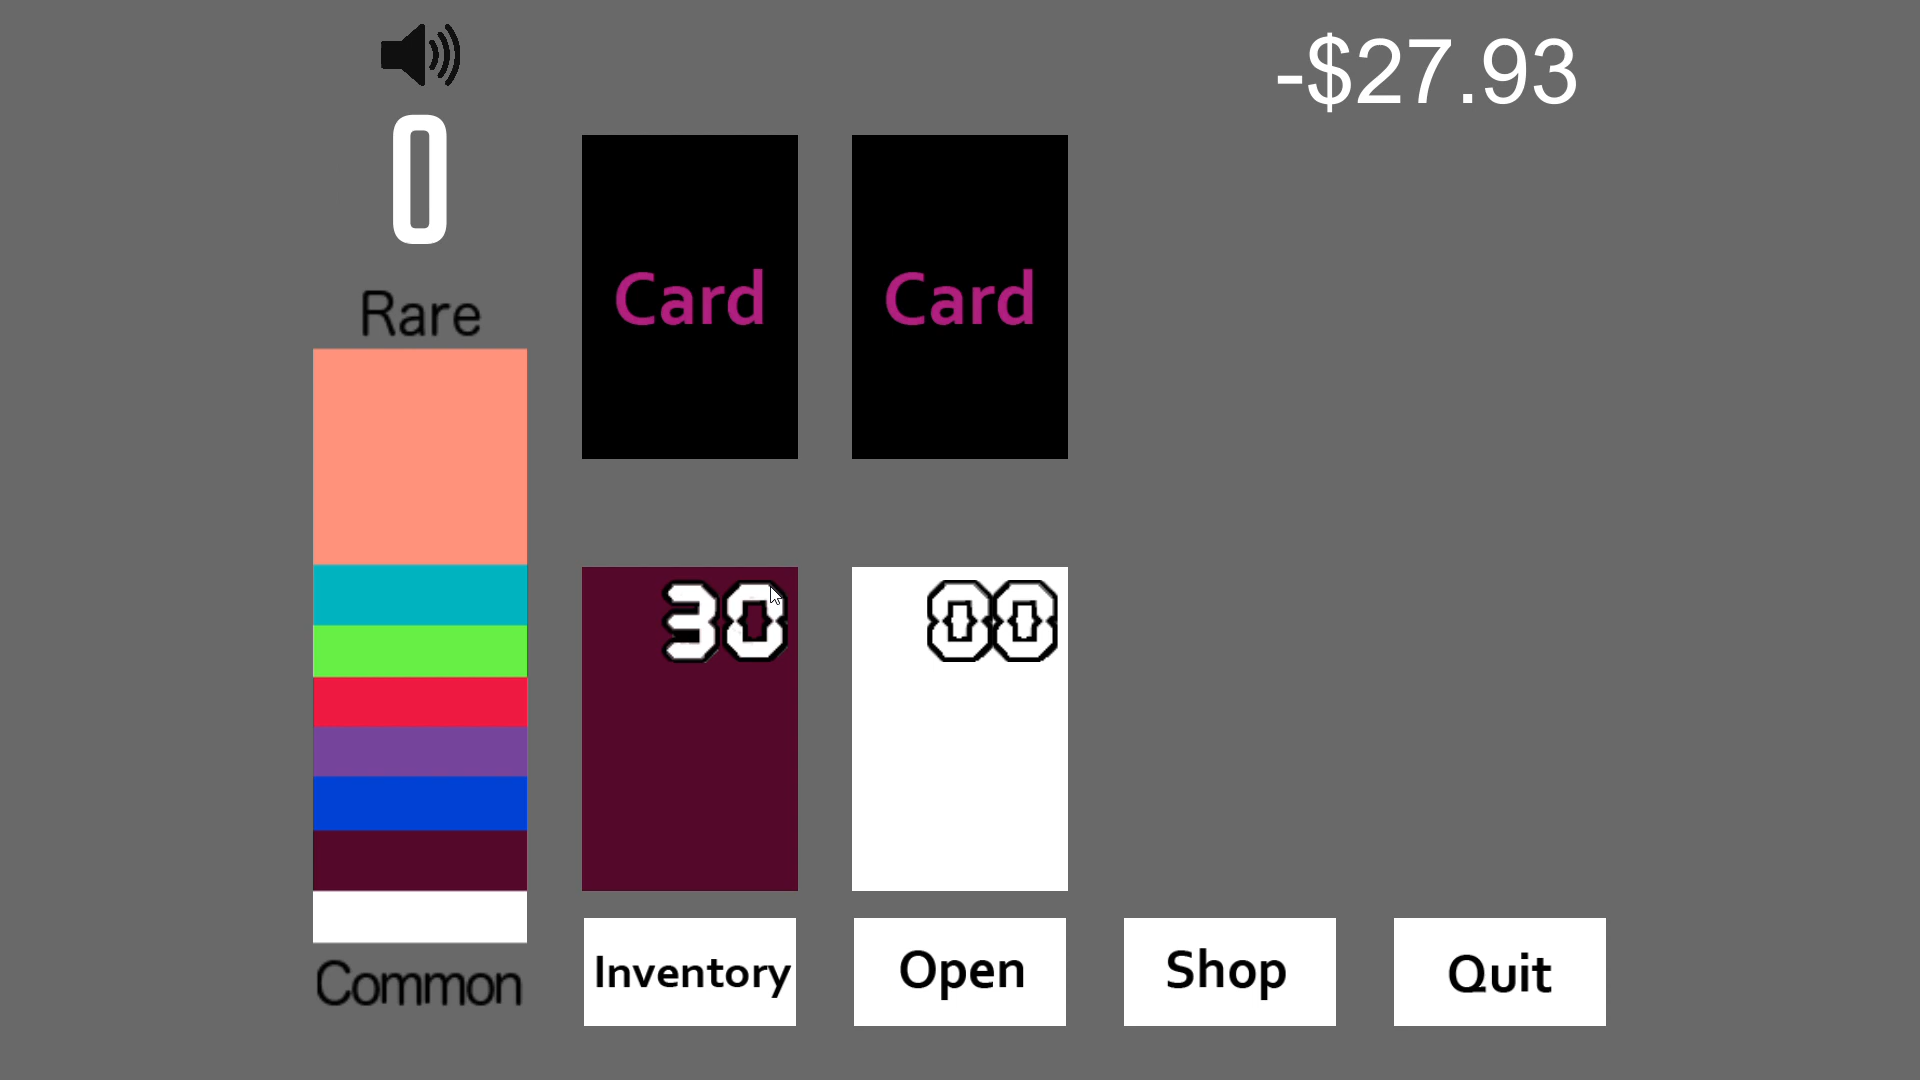 -$27.93
0
Rare
Card Card
30 00
Inventory Open Shop Quit
Common